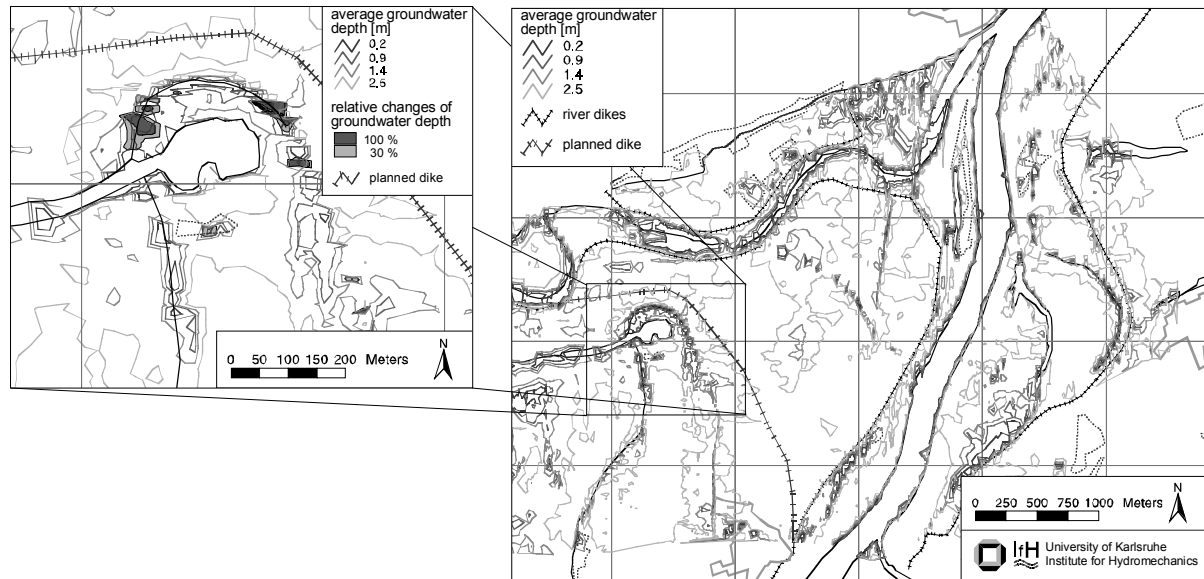 average groundwater
depth [m]
0.2
0.9
1.4
2.5
relative changes of
groundwater depth
100 %
30 %
planned dike
0 50 100 150 200 Meters
N
average groundwater
depth [m]
0.2
0.9
1.4
2.5
river dikes
planned dike
N
0 250 500 750 1000 Meters
IfH University of Karlsruhe
Institute for Hydromechanics